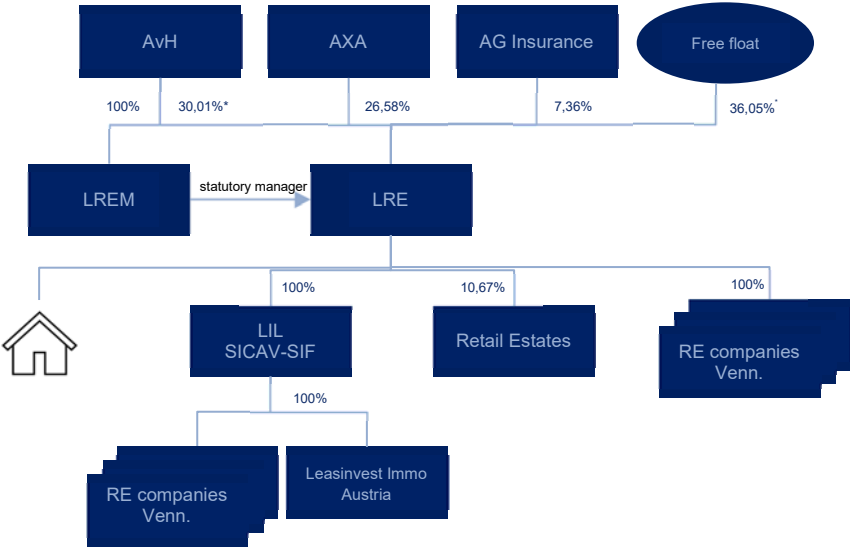 AvH
AXA
AG Insurance
Free float
100%
30,01%*
26,58%
7,36%
36,05%*
LREM
statutory manager
LRE
100%
10,67%
100%
LIL
SICAV-SIF
Retail Estates
RE companies
Venn.
100%
RE companies
Venn.
Leasinvest Immo
Austria